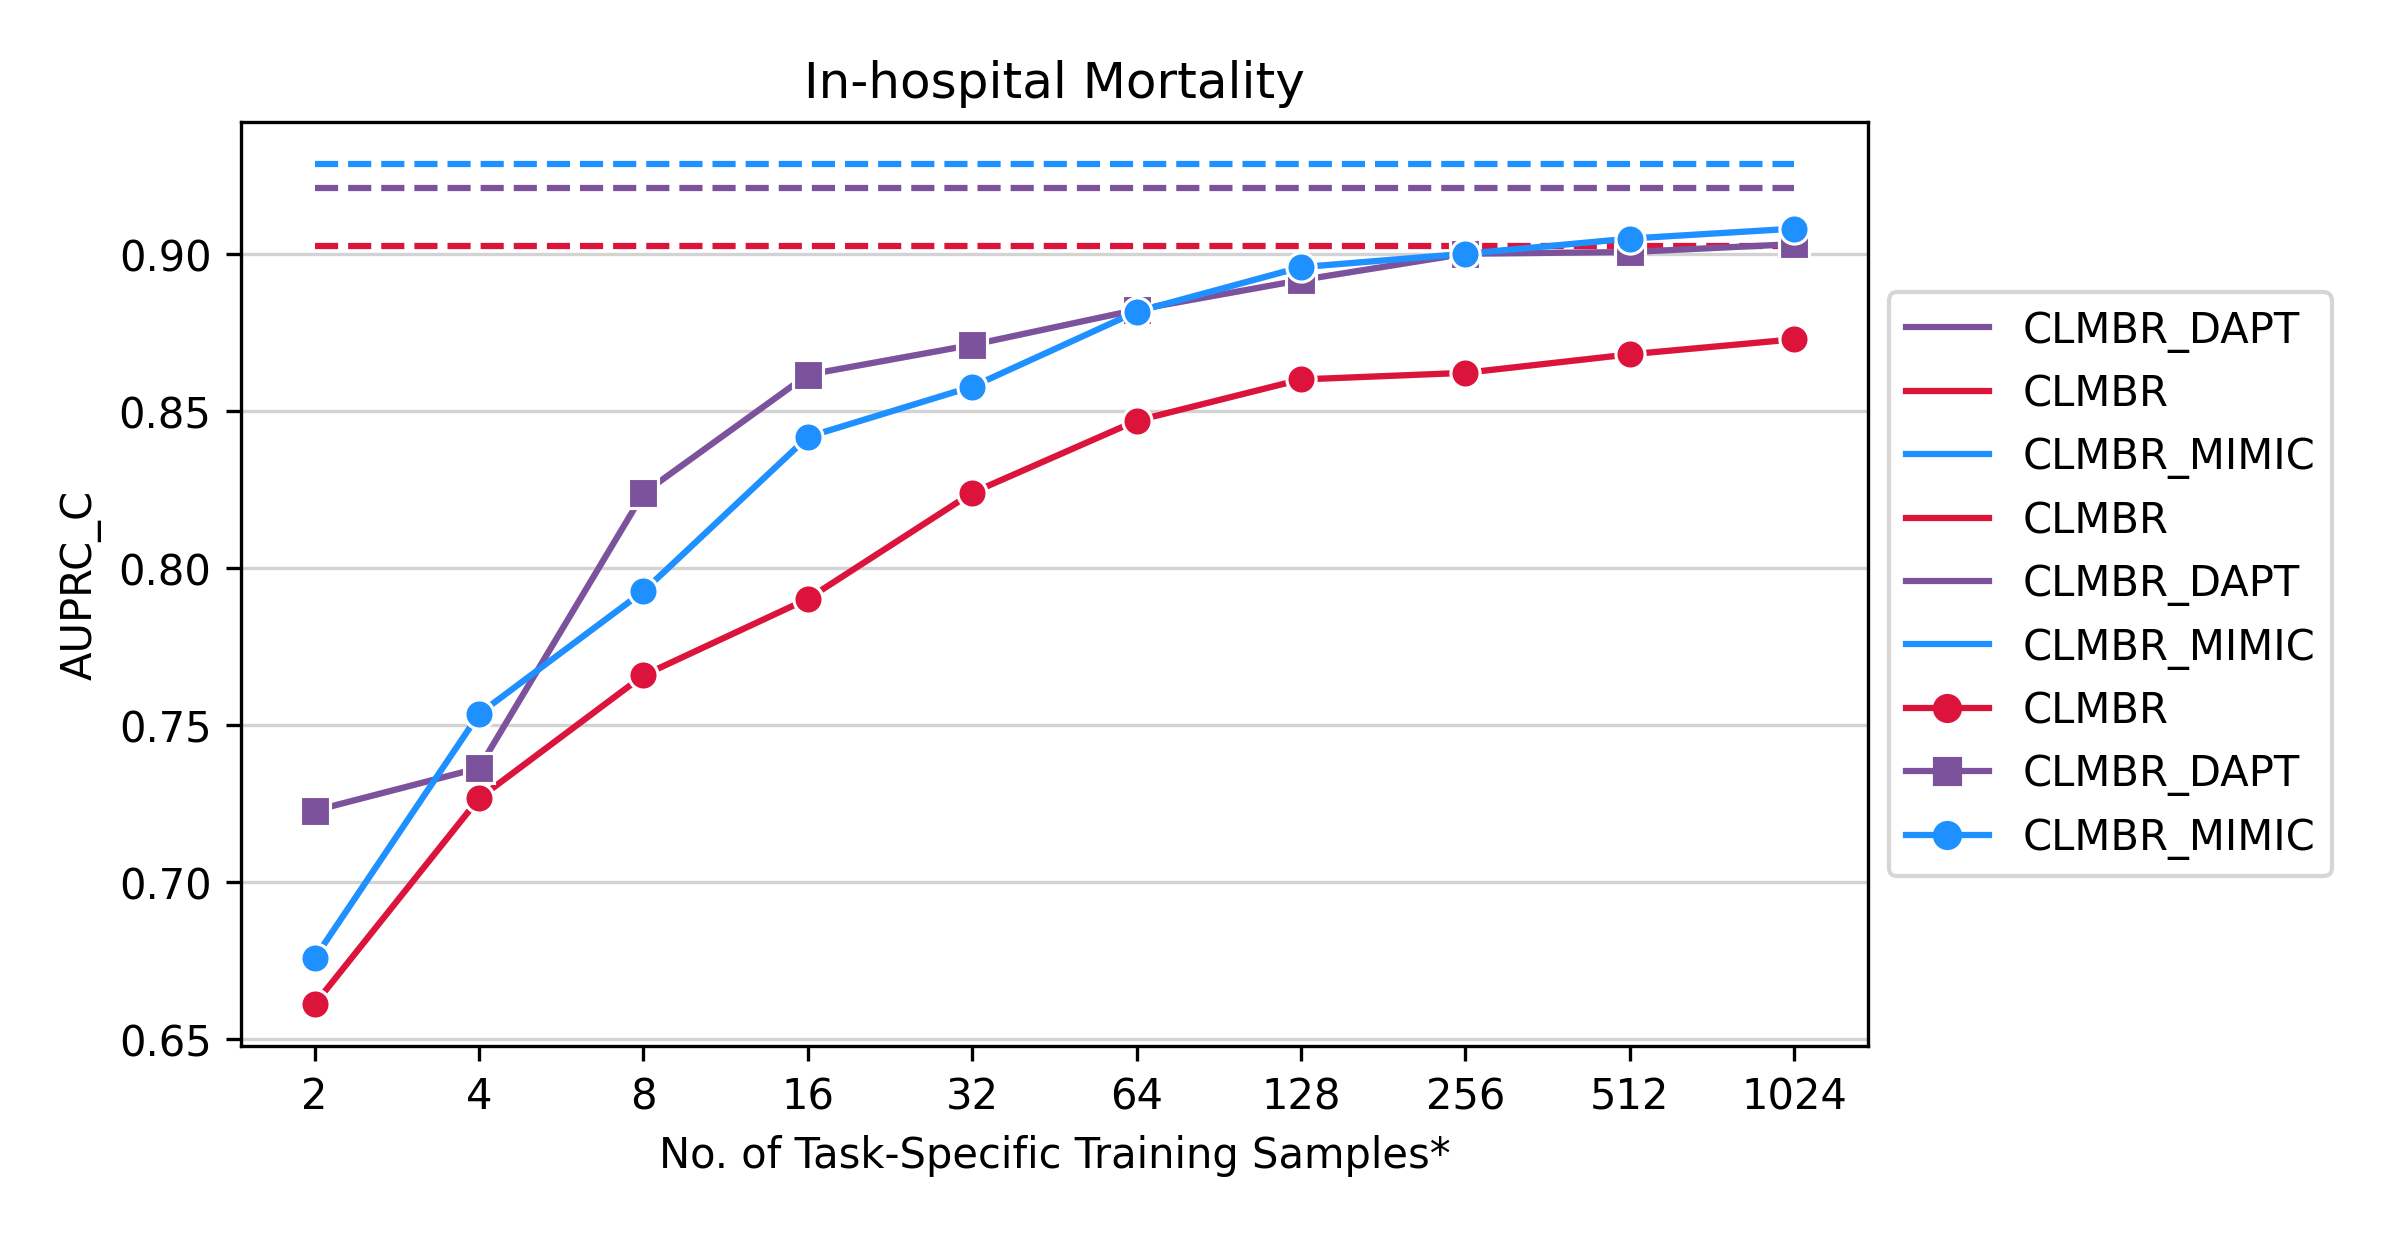 In-hospital Mortality
AUPRC_C
0.90
0.85
0.80
0.75
0.70
0.65
2 4 8 16 32 64 128 256 512 1024
No. of Task-Specific Training Samples*
CLMBR_DAPT
CLMBR
CLMBR_MIMIC
CLMBR
CLMBR_DAPT
CLMBR_MIMIC
CLMBR
CLMBR_DAPT
CLMBR_MIMIC